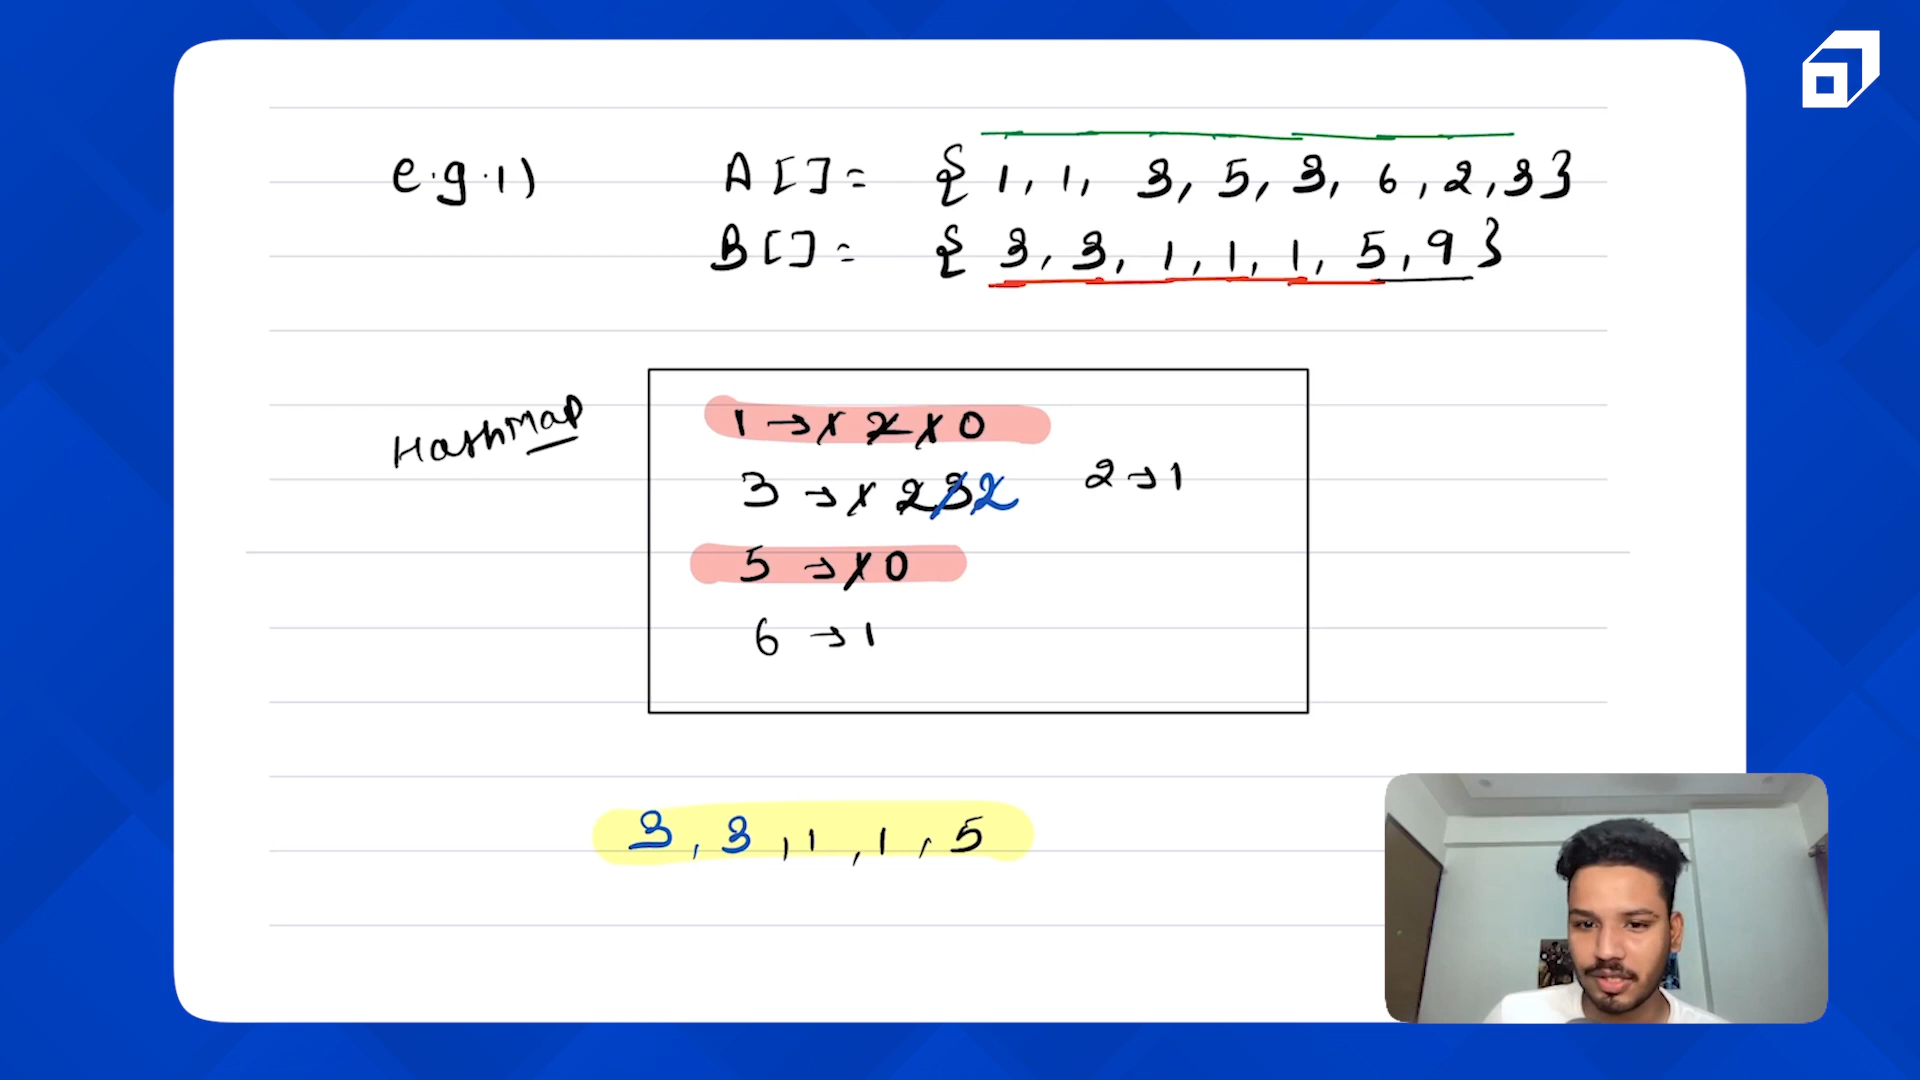 e.g.1) A[] = { 1, 1, 3, 5, 3, 6, 2, 3 }
B[] = { 3, 3, 1, 1, 1, 5, 9 }
HashMap
1 → 1 2 1 0
3 → 1 2 3 2 2 → 1
5 → 1 0
6 → 1
3, 3, 1, 1, 5